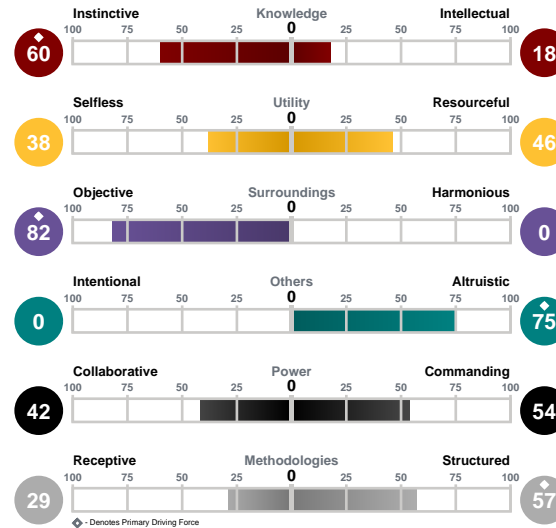 Instinctive Knowledge Intellectual
100 75 50 25 0 25 50 75 100
60 18
Selfless Utility Resourceful
100 75 50 25 0 25 50 75 100
38 46
Objective Surroundings Harmonious
100 75 50 25 0 25 50 75 100
82 0
Intentional Others Altruistic
100 75 50 25 0 25 50 75 100
0 75
Collaborative Power Commanding
100 75 50 25 0 25 50 75 100
42 54
Receptive Methodologies Structured
100 75 50 25 0 25 50 75 100
29 57
- Denotes Primary Driving Force